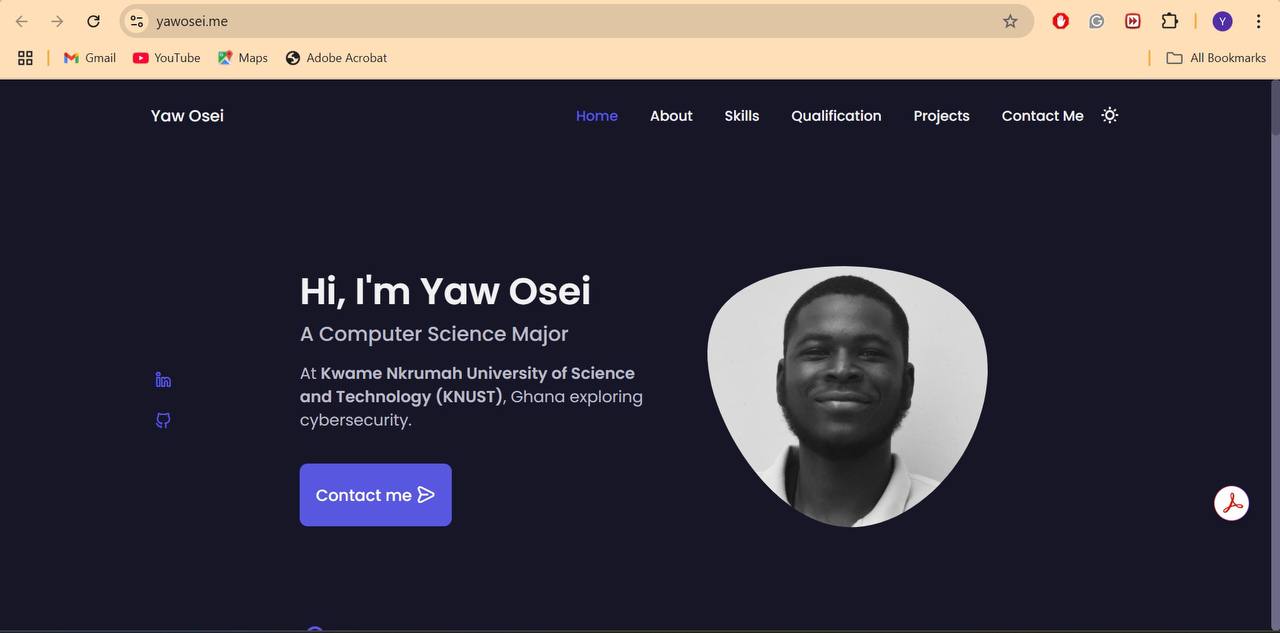 yawosei.me
Y
Gmail
YouTube
Maps
Adobe Acrobat
All Bookmarks
Yaw Osei
Home
About
Skills
Qualification
Projects
Contact Me
Hi, I'm Yaw Osei
A Computer Science Major
At Kwame Nkrumah University of Science
and Technology (KNUST), Ghana exploring
cybersecurity.
Contact me